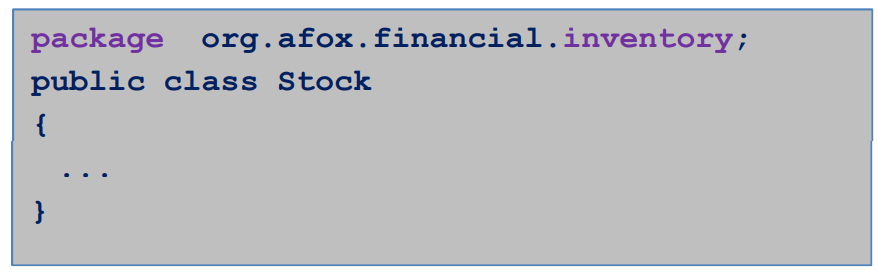 package  org.afox.financial.inventory;
public class Stock
{
  ...
}